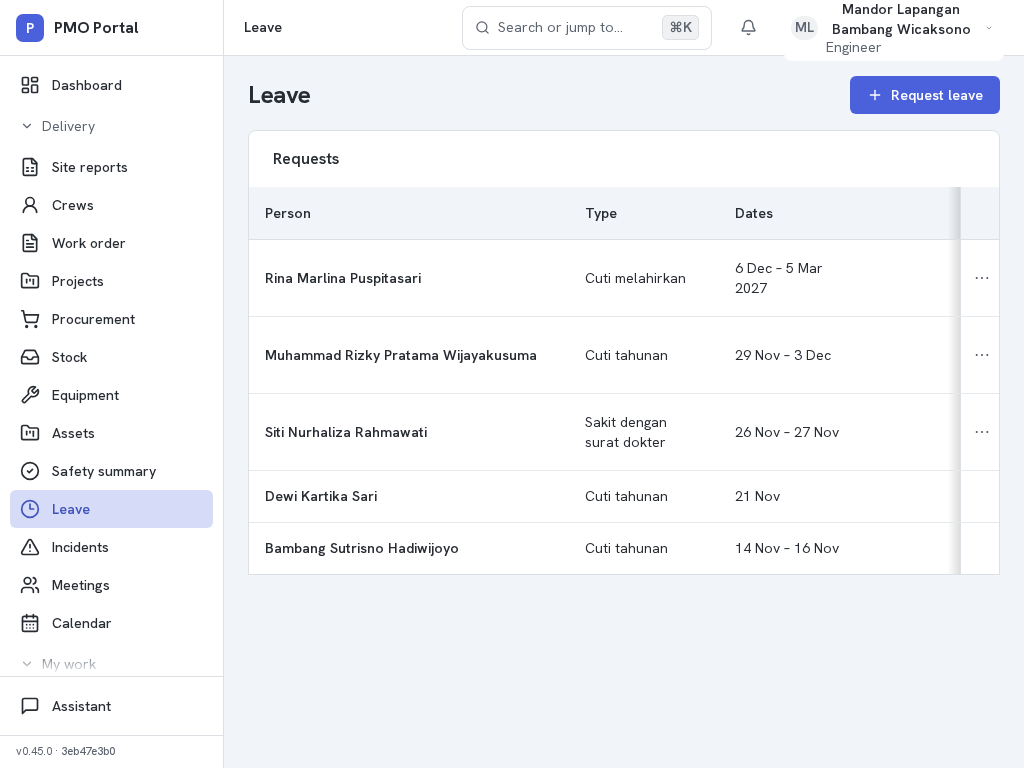 P PMO Portal
Leave
Search or jump to...
⌘K
ML
Mandor Lapangan
Bambang Wicaksono
Engineer
Dashboard
Delivery
Site reports
Crews
Work order
Projects
Procurement
Stock
Equipment
Assets
Safety summary
Leave
Incidents
Meetings
Calendar
My work
Assistant
v0.45.0 · 3eb47e3b0
Leave
Request leave
Requests
Person Type Dates
Rina Marlina Puspitasari Cuti melahirkan 6 Dec – 5 Mar
2027
Muhammad Rizky Pratama Wijayakusuma Cuti tahunan 29 Nov – 3 Dec
Siti Nurhaliza Rahmawati Sakit dengan
surat dokter 26 Nov – 27 Nov
Dewi Kartika Sari Cuti tahunan 21 Nov
Bambang Sutrisno Hadiwijoyo Cuti tahunan 14 Nov – 16 Nov